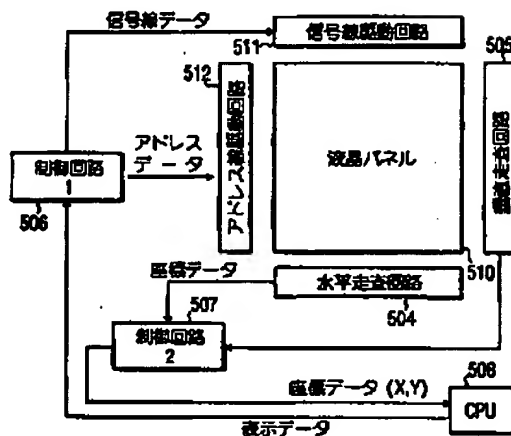 信号線データ
信号線駆動回路
511
505
512
アドレス線駆動回路
液晶パネル
垂直走査回路
アドレス
データ
制御回路
1
506
510
座標データ
水平走査回路
507
504
制御回路
2
508
座標データ (X,Y)
CPU
表示データ